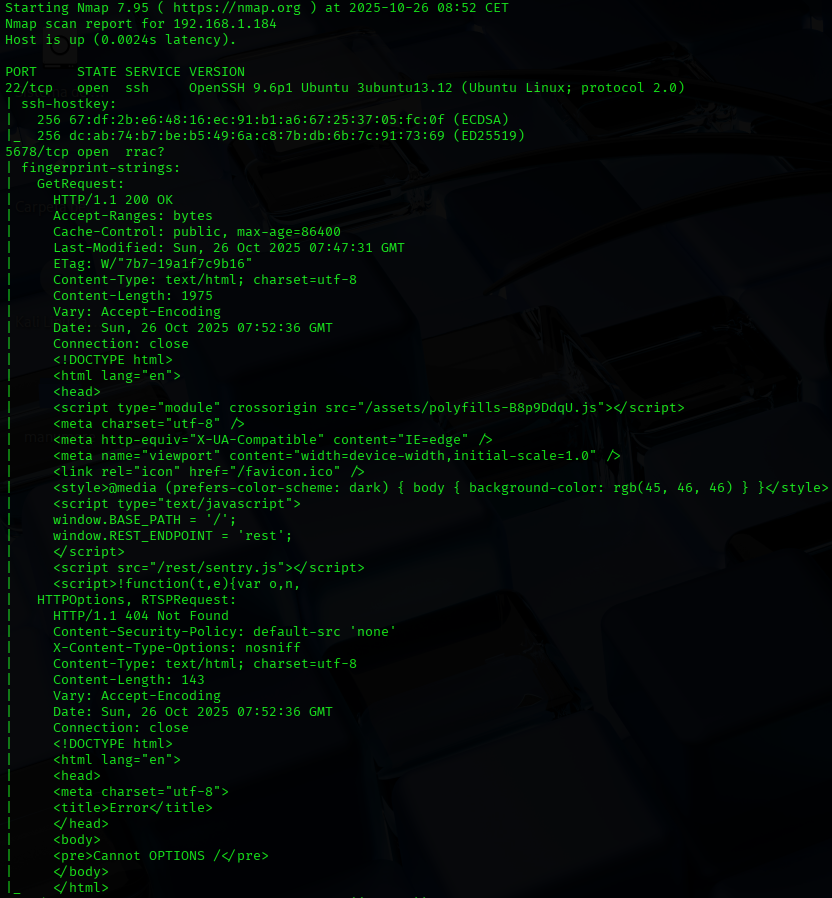 Starting Nmap 7.95 ( https://nmap.org ) at 2025-10-26 08:52 CET
Nmap scan report for 192.168.1.184
Host is up (0.0024s latency).

PORT     STATE SERVICE VERSION
22/tcp   open  ssh     OpenSSH 9.6p1 Ubuntu 3ubuntu13.12 (Ubuntu Linux; protocol 2.0)
| ssh-hostkey:
|   256 67:df:2b:e6:48:16:ec:91:b1:a6:67:25:37:05:fc:0f (ECDSA)
|_  256 dc:ab:74:b7:be:b5:49:6a:c8:7b:db:6b:7c:91:73:69 (ED25519)
5678/tcp open  rrac?
| fingerprint-strings:
|   GetRequest:
|     HTTP/1.1 200 OK
|     Accept-Ranges: bytes
|     Cache-Control: public, max-age=86400
|     Last-Modified: Sun, 26 Oct 2025 07:47:31 GMT
|     ETag: W/"7b7-19a1f7c9b16"
|     Content-Type: text/html; charset=utf-8
|     Content-Length: 1975
|     Vary: Accept-Encoding
|     Date: Sun, 26 Oct 2025 07:52:36 GMT
|     Connection: close
|     <!DOCTYPE html>
|     <html lang="en">
|     <head>
|     <script type="module" crossorigin src="/assets/polyfills-B8p9DdqU.js"></script>
|     <meta charset="utf-8" />
|     <meta http-equiv="X-UA-Compatible" content="IE=edge" />
|     <meta name="viewport" content="width=device-width,initial-scale=1.0" />
|     <link rel="icon" href="/favicon.ico" />
|     <style>@media (prefers-color-scheme: dark) { body { background-color: rgb(45, 46, 46) } }</style>
|     <script type="text/javascript">
|     window.BASE_PATH = '/';
|     window.REST_ENDPOINT = 'rest';
|     </script>
|     <script src="/rest/sentry.js"></script>
|     <script>!function(t,e){var o,n,
|   HTTPOptions, RTSPRequest:
|     HTTP/1.1 404 Not Found
|     Content-Security-Policy: default-src 'none'
|     X-Content-Type-Options: nosniff
|     Content-Type: text/html; charset=utf-8
|     Content-Length: 143
|     Vary: Accept-Encoding
|     Date: Sun, 26 Oct 2025 07:52:36 GMT
|     Connection: close
|     <!DOCTYPE html>
|     <html lang="en">
|     <head>
|     <meta charset="utf-8">
|     <title>Error</title>
|     </head>
|     <body>
|     <pre>Cannot OPTIONS /</pre>
|     </body>
|_    </html>